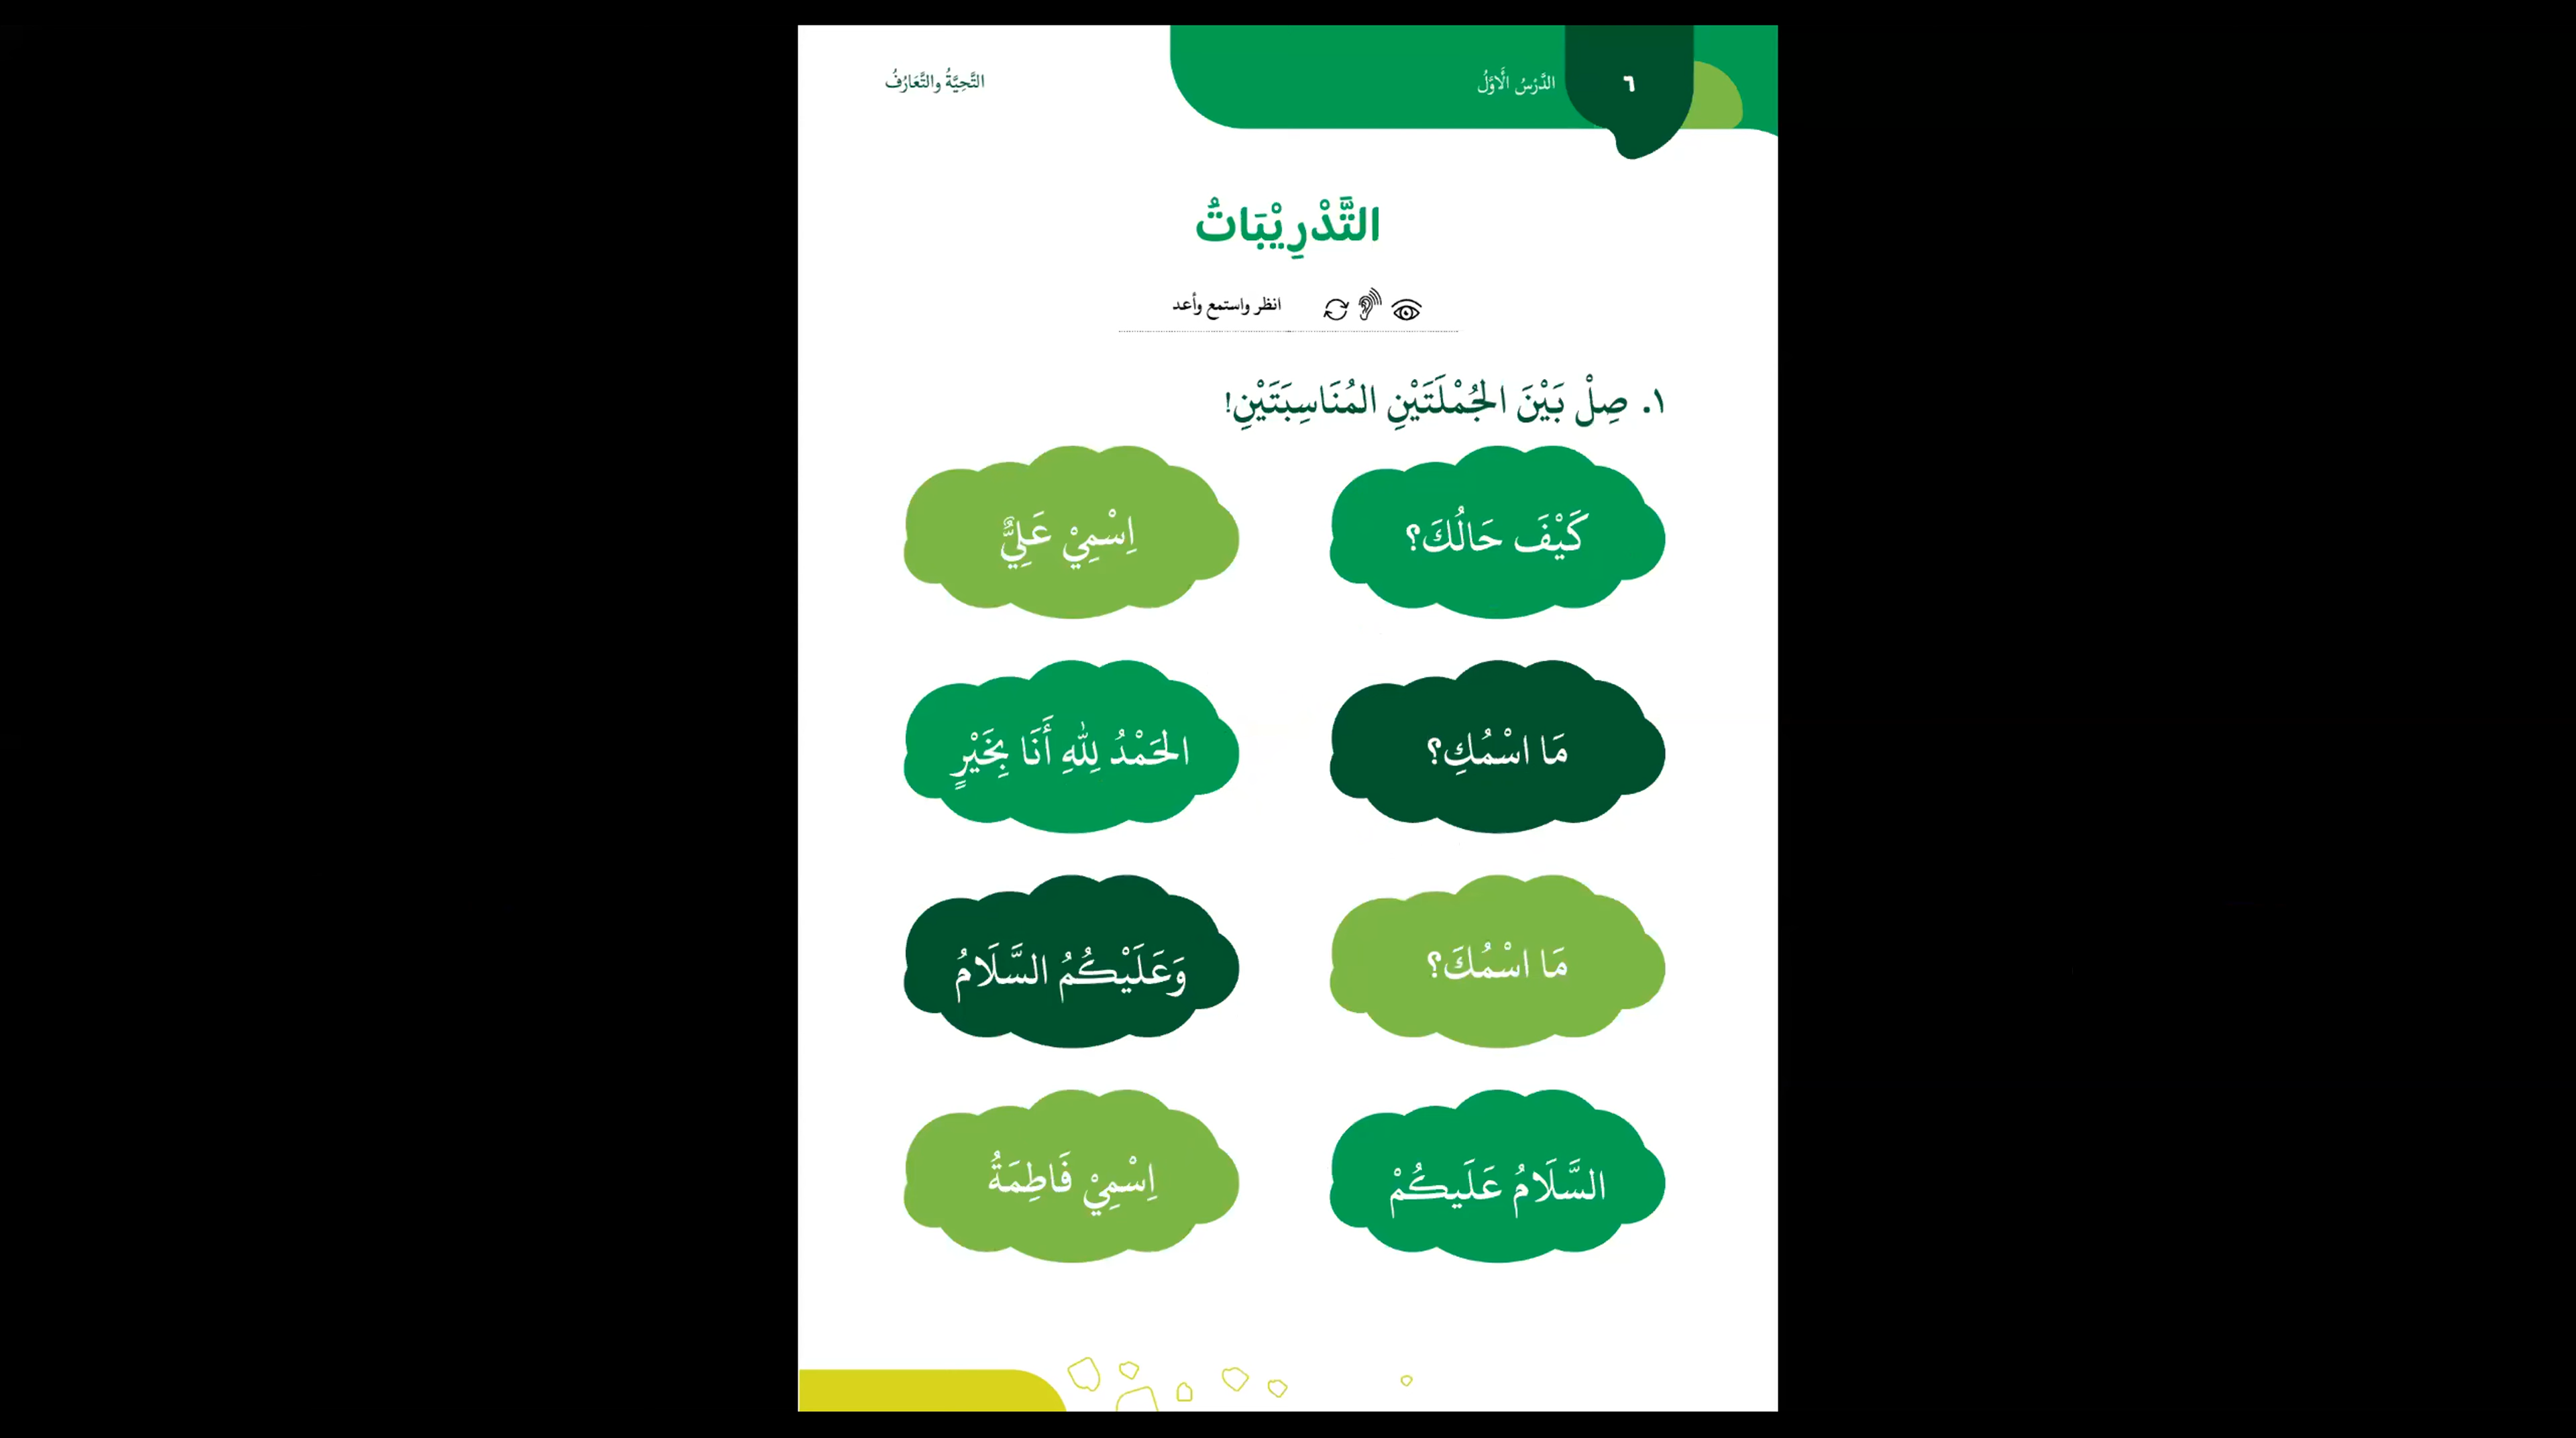 ٦
الدَّرْسُ الْأَوَّلُ
التَّحِيَّةُ والتَّعَارُفُ
التَّدْرِيْبَاتُ
انظر واستمع وأعد
١. صِلْ بَيْنَ الجُمْلَتَيْنِ المُنَاسِبَتَيْنِ!
كَيْفَ حَالُكَ؟
اِسْمِيْ عَلِيٌّ
مَا اسْمُكِ؟
الحَمْدُ لِلّٰهِ أَنَا بِخَيْرٍ
مَا اسْمُكَ؟
وَعَلَيْكُمُ السَّلَامُ
السَّلَامُ عَلَيكُمْ
اِسْمِيْ فَاطِمَةُ